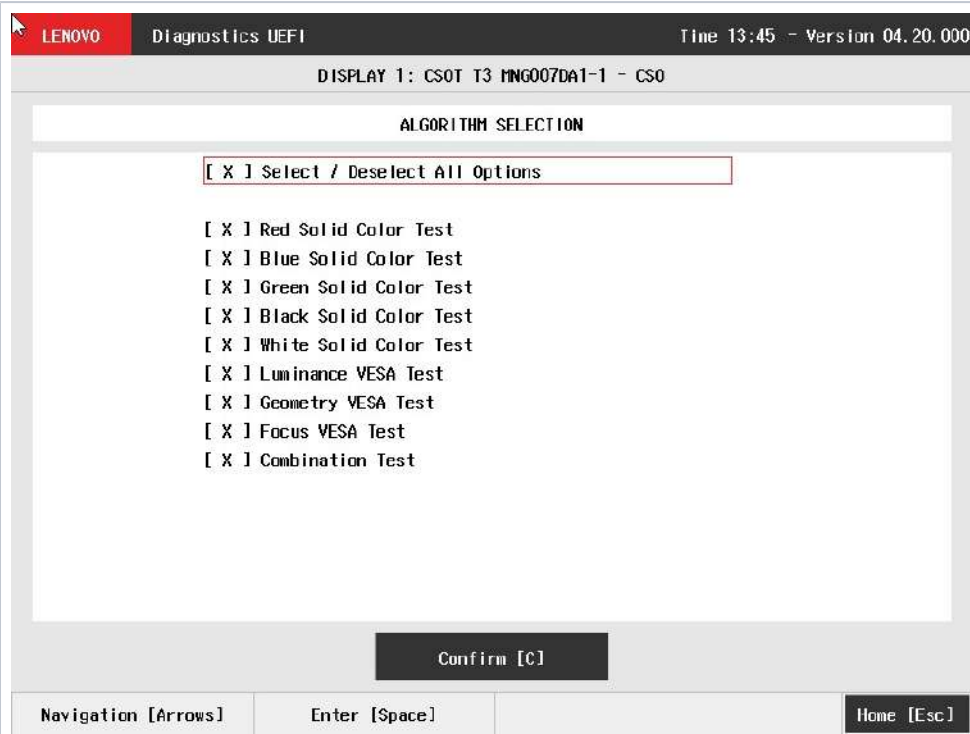 LENOVO Diagnostics UEFI Time 13:45 - Version 04.20.000
DISPLAY 1: CSOT T3 MNG007DA1-1 - CSO
ALGORITHM SELECTION
[ X ] Select / Deselect All Options
[ X ] Red Solid Color Test
[ X ] Blue Solid Color Test
[ X ] Green Solid Color Test
[ X ] Black Solid Color Test
[ X ] White Solid Color Test
[ X ] Luminance VESA Test
[ X ] Geometry VESA Test
[ X ] Focus VESA Test
[ X ] Combination Test
Confirm [C]
Navigation [Arrows] Enter [Space] Home [Esc]